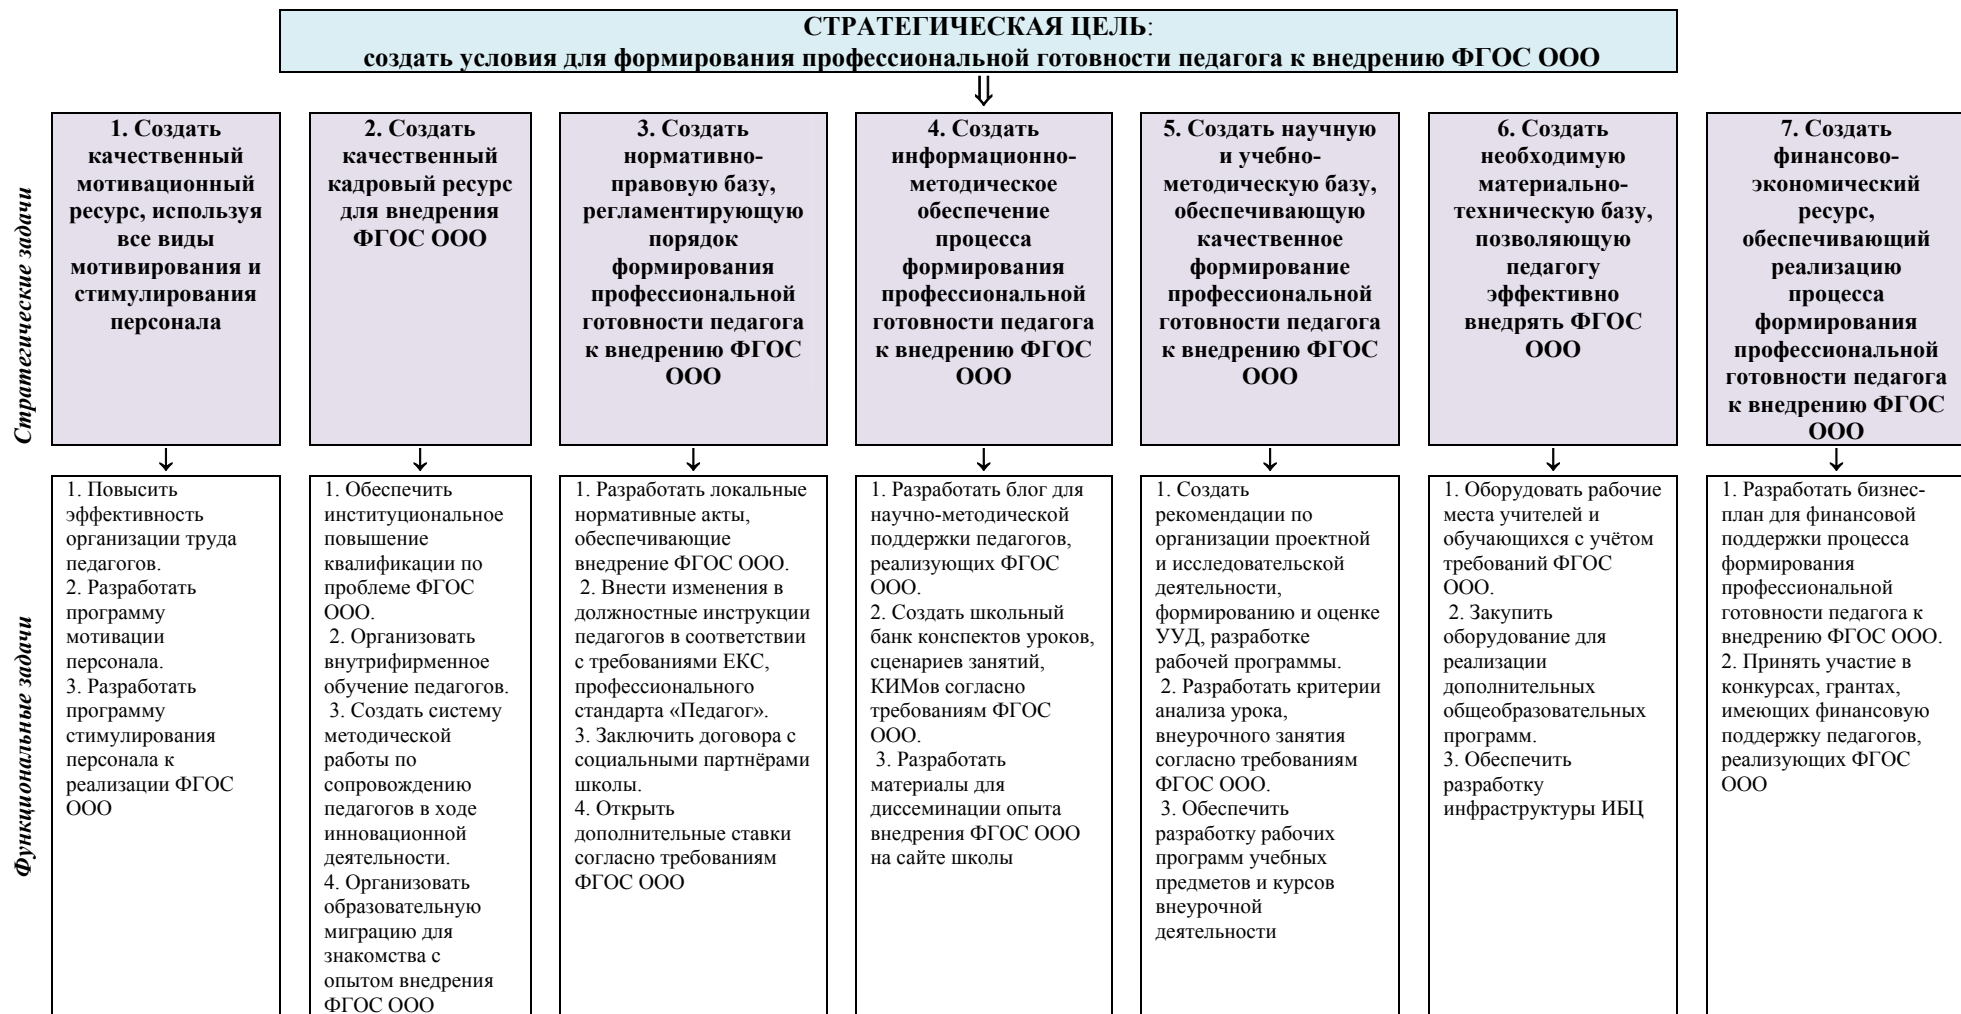 СТРАТЕГИЧЕСКАЯ ЦЕЛЬ:
создать условия для формирования профессиональной готовности педагога к внедрению ФГОС ООО
Стратегические задачи
1. Создать
качественный
мотивационный
ресурс, используя
все виды
мотивирования и
стимулирования
персонала
2. Создать
качественный
кадровый ресурс
для внедрения
ФГОС ООО
3. Создать
нормативно-
правовую базу,
регламентирующую
порядок
формирования
профессиональной
готовности педагога
к внедрению ФГОС
ООО
4. Создать
информационно-
методическое
обеспечение
процесса
формирования
профессиональной
готовности педагога
к внедрению ФГОС
ООО
5. Создать научную
и учебно-
методическую базу,
обеспечивающую
качественное
формирование
профессиональной
готовности педагога
к внедрению ФГОС
ООО
6. Создать
необходимую
материально-
техническую базу,
позволяющую
педагогу
эффективно
внедрять ФГОС
ООО
7. Создать
финансово-
экономический
ресурс,
обеспечивающий
реализацию
процесса
формирования
профессиональной
готовности педагога
к внедрению ФГОС
ООО
Функциональные задачи
1. Повысить
эффективность
организации труда
педагогов.
2. Разработать
программу
мотивации
персонала.
3. Разработать
программу
стимулирования
персонала к
реализации ФГОС
ООО
1. Обеспечить
институциональное
повышение
квалификации по
проблеме ФГОС
ООО.
2. Организовать
внутрифирменное
обучение педагогов.
3. Создать систему
методической
работы по
сопровождению
педагогов в ходе
инновационной
деятельности.
4. Организовать
образовательную
миграцию для
знакомства с
опытом внедрения
ФГОС ООО
1. Разработать локальные
нормативные акты,
обеспечивающие
внедрение ФГОС ООО.
2. Внести изменения в
должностные инструкции
педагогов в соответствии
с требованиями ЕКС,
профессионального
стандарта «Педагог».
3. Заключить договора с
социальными партнёрами
школы.
4. Открыть
дополнительные ставки
согласно требованиям
ФГОС ООО
1. Разработать блог для
научно-методической
поддержки педагогов,
реализующих ФГОС
ООО.
2. Создать школьный
банк конспектов уроков,
сценариев занятий,
КИМов согласно
требованиям ФГОС
ООО.
3. Разработать
материалы для
диссеминации опыта
внедрения ФГОС ООО
на сайте школы
1. Создать
рекомендации по
организации проектной
и исследовательской
деятельности,
формированию и оценке
УУД, разработке
рабочей программы.
2. Разработать критерии
анализа урока,
внеурочного занятия
согласно требованиям
ФГОС ООО.
3. Обеспечить
разработку рабочих
программ учебных
предметов и курсов
внеурочной
деятельности
1. Оборудовать рабочие
места учителей и
обучающихся с учётом
требований ФГОС
ООО.
2. Закупить
оборудование для
реализации
дополнительных
общеобразовательных
программ.
3. Обеспечить
разработку
инфраструктуры ИБЦ
1. Разработать бизнес-
план для финансовой
поддержки процесса
формирования
профессиональной
готовности педагога к
внедрению ФГОС ООО.
2. Принять участие в
конкурсах, грантах,
имеющих финансовую
поддержку педагогов,
реализующих ФГОС
ООО